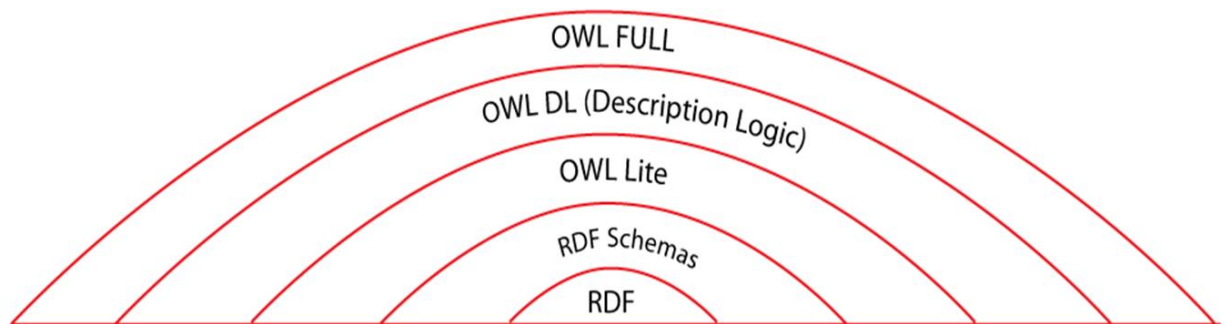 OWL FULL
OWL DL (Description Logic)
OWL Lite
RDF Schemas
RDF